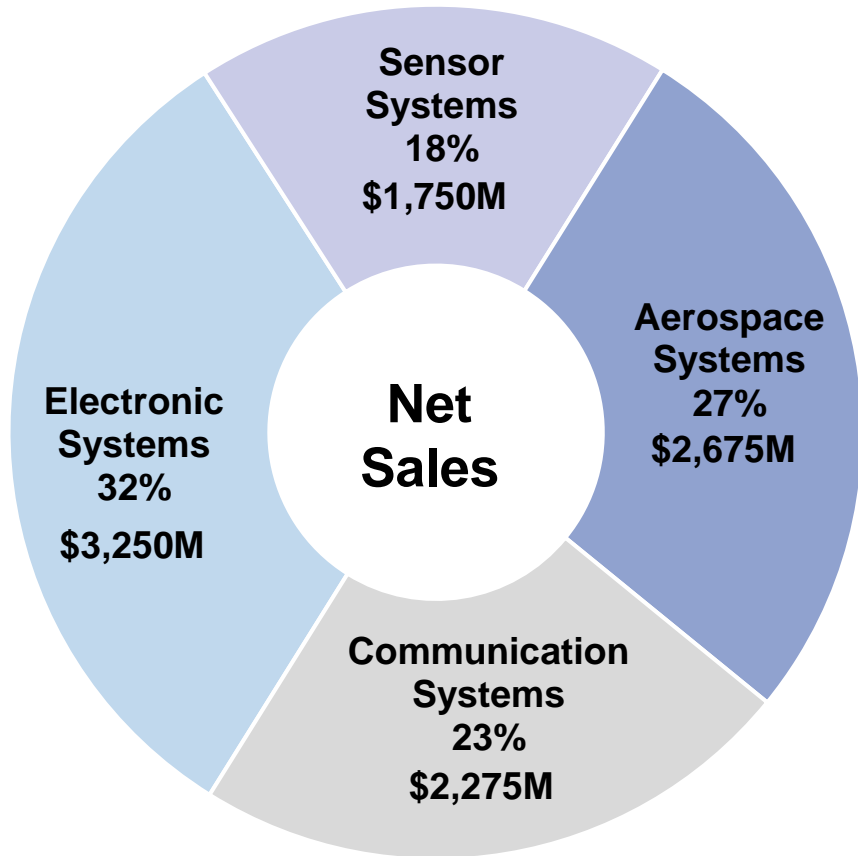 Sensor
Systems
18%
$1,750M
Aerospace
Systems
27%
$2,675M
Electronic
Systems
32%
$3,250M
Net
Sales
Communication
Systems
23%
$2,275M